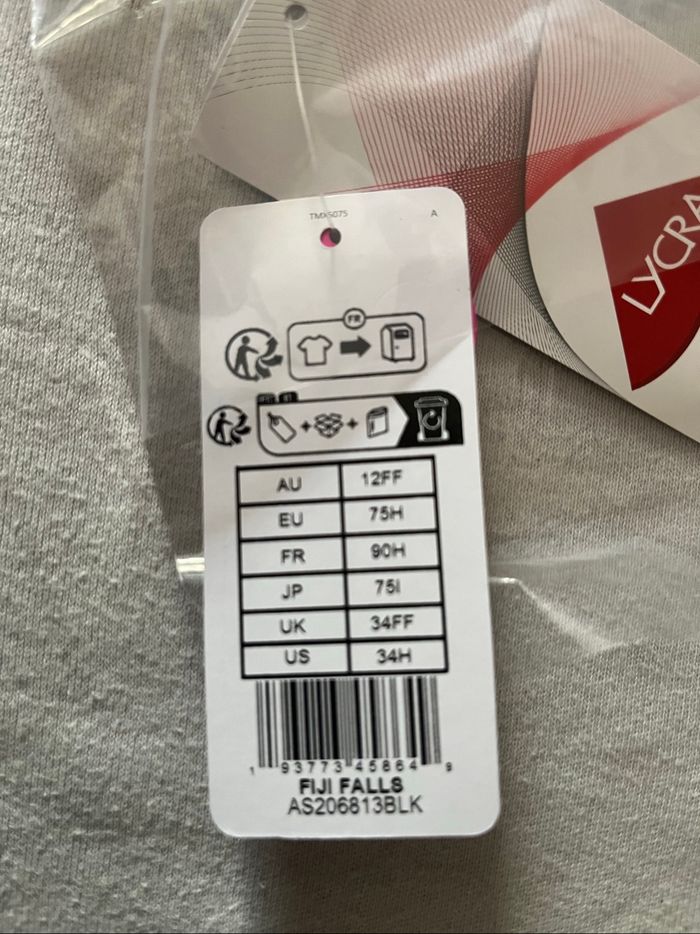 TMX5075 A
LYCRA
FR
AU 12FF
EU 75H
FR 90H
JP 75I
UK 34FF
US 34H
1 93773 45864 9
FIJI FALLS
AS206813BLK